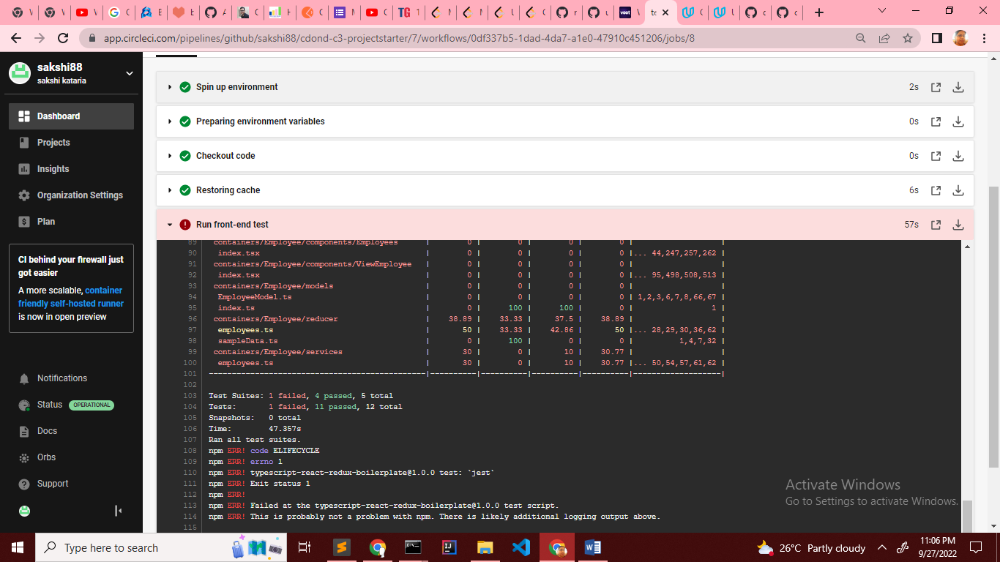 app.circleci.com/pipelines/github/sakshi88/cdond-c3-projectstarter/7/workflows/0df337b5-1dad-4da7-a1e0-47910c451206/jobs/8
sakshi88
sakshi kataria
Dashboard
Projects
Insights
Organization Settings
Plan
CI behind your firewall just
got easier
A more scalable, container
friendly self-hosted runner
is now in open preview
Notifications
Status OPERATIONAL
Docs
Orbs
Support
Spin up environment 2s
Preparing environment variables 0s
Checkout code 0s
Restoring cache 6s
Run front-end test 57s
89 containers/Employee/components/Employees | 0 | 0 | 0 | 0 | |
90 index.tsx | 0 | 0 | 0 | 0 |... 44,247,257,262 |
91 containers/Employee/components/ViewEmployee | 0 | 0 | 0 | 0 | |
92 index.tsx | 0 | 0 | 0 | 0 |... 95,498,508,513 |
93 containers/Employee/models | 0 | 0 | 0 | 0 | |
94 EmployeeModel.ts | 0 | 0 | 0 | 0 | 1,2,3,6,7,8,66,67 |
95 index.ts | 0 | 100 | 100 | 0 | 1 |
96 containers/Employee/reducer | 38.89 | 33.33 | 37.5 | 38.89 | |
97 employees.ts | 50 | 33.33 | 42.86 | 50 |... 28,29,30,36,62 |
98 sampleData.ts | 0 | 100 | 0 | 0 | 1,4,7,32 |
99 containers/Employee/services | 30 | 0 | 10 | 30.77 | |
100 employees.ts | 30 | 0 | 10 | 30.77 |... 50,54,57,61,62 |
101 -----------------------------------------------|----------|----------|----------|----------|-------------------|
102
103 Test Suites: 1 failed, 4 passed, 5 total
104 Tests: 1 failed, 11 passed, 12 total
105 Snapshots: 0 total
106 Time: 47.357s
107 Ran all test suites.
108 npm ERR! code ELIFECYCLE
109 npm ERR! errno 1
110 npm ERR! typescript-react-redux-boilerplate@1.0.0 test: `jest`
111 npm ERR! Exit status 1
112 npm ERR!
113 npm ERR! Failed at the typescript-react-redux-boilerplate@1.0.0 test script.
114 npm ERR! This is probably not a problem with npm. There is likely additional logging output above.
115
Activate Windows
Go to Settings to activate Windows.
Type here to search
26°C Partly cloudy
11:06 PM
9/27/2022